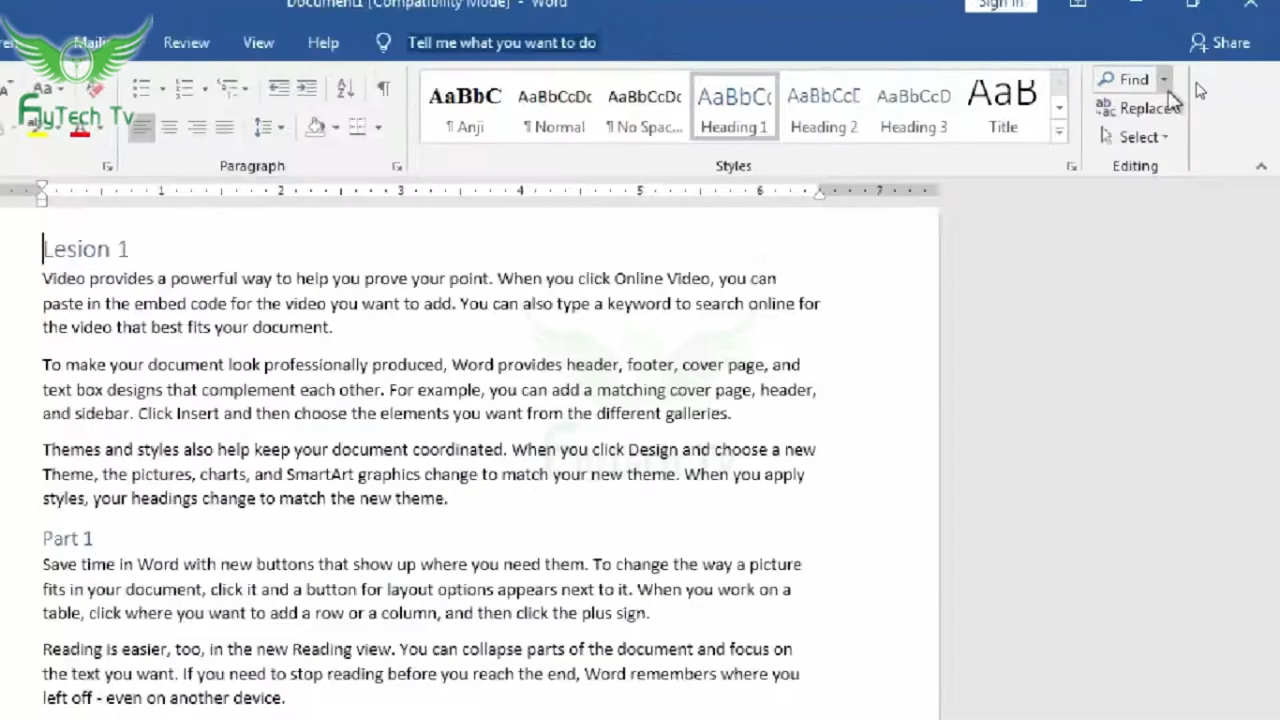 Document1 [Compatibility Mode] - Word
Sign in
Mailin
Review
View
Help
Tell me what you want to do
Share
Aa
FlyTech Tv
AaBbC
AaBbCcDc
AaBbCcDc
AaBbCc
AaBbCcD
AaBbCcD
AaB
¶ Anji
¶ Normal
¶ No Spac...
Heading 1
Heading 2
Heading 3
Title
Find
Replace
Select
Paragraph
Styles
Editing
1 2 3 4 5 6 7
Lesion 1
Video provides a powerful way to help you prove your point. When you click Online Video, you can
paste in the embed code for the video you want to add. You can also type a keyword to search online for
the video that best fits your document.
To make your document look professionally produced, Word provides header, footer, cover page, and
text box designs that complement each other. For example, you can add a matching cover page, header,
and sidebar. Click Insert and then choose the elements you want from the different galleries.
Themes and styles also help keep your document coordinated. When you click Design and choose a new
Theme, the pictures, charts, and SmartArt graphics change to match your new theme. When you apply
styles, your headings change to match the new theme.
Part 1
Save time in Word with new buttons that show up where you need them. To change the way a picture
fits in your document, click it and a button for layout options appears next to it. When you work on a
table, click where you want to add a row or a column, and then click the plus sign.
Reading is easier, too, in the new Reading view. You can collapse parts of the document and focus on
the text you want. If you need to stop reading before you reach the end, Word remembers where you
left off - even on another device.